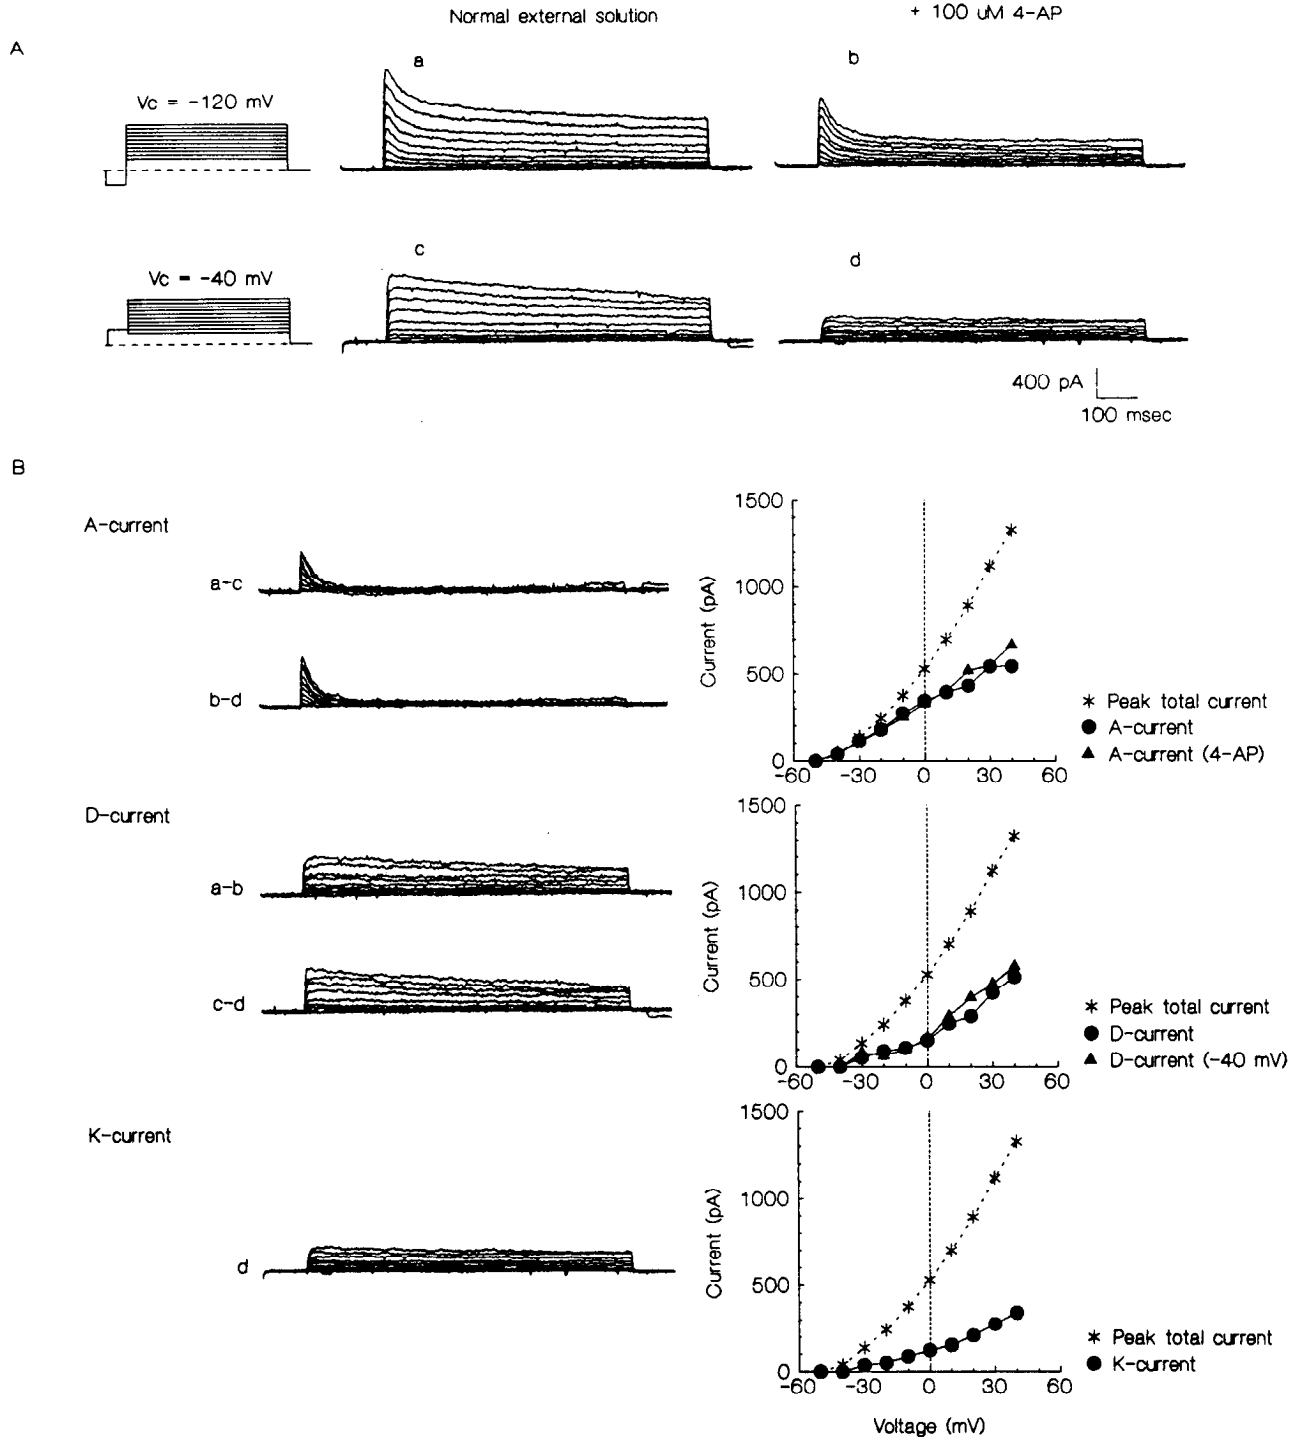 Normal external solution
+ 100 uM 4-AP
A
a
b
Vc = -120 mV
c
d
Vc = -40 mV
400 pA
100 msec
B
A-current
a-c
b-d
1500
1000
500
0
Current (pA)
-60
-30
0
30
60
Peak total current
A-current
A-current (4-AP)
D-current
a-b
c-d
1500
1000
500
0
Current (pA)
-60
-30
0
30
60
Peak total current
D-current
D-current (-40 mV)
K-current
d
1500
1000
500
0
Current (pA)
-60
-30
0
30
60
Voltage (mV)
Peak total current
K-current